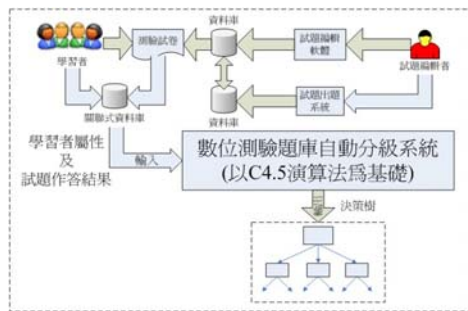 學習者
測驗試卷
資料庫
試題編輯
軟體
試題編輯者
關聯式資料庫
資料庫
試題出題
系統
學習者屬性
及
試題作答結果
輸入
數位測驗題庫自動分級系統
(以C4.5演算法為基礎)
決策樹